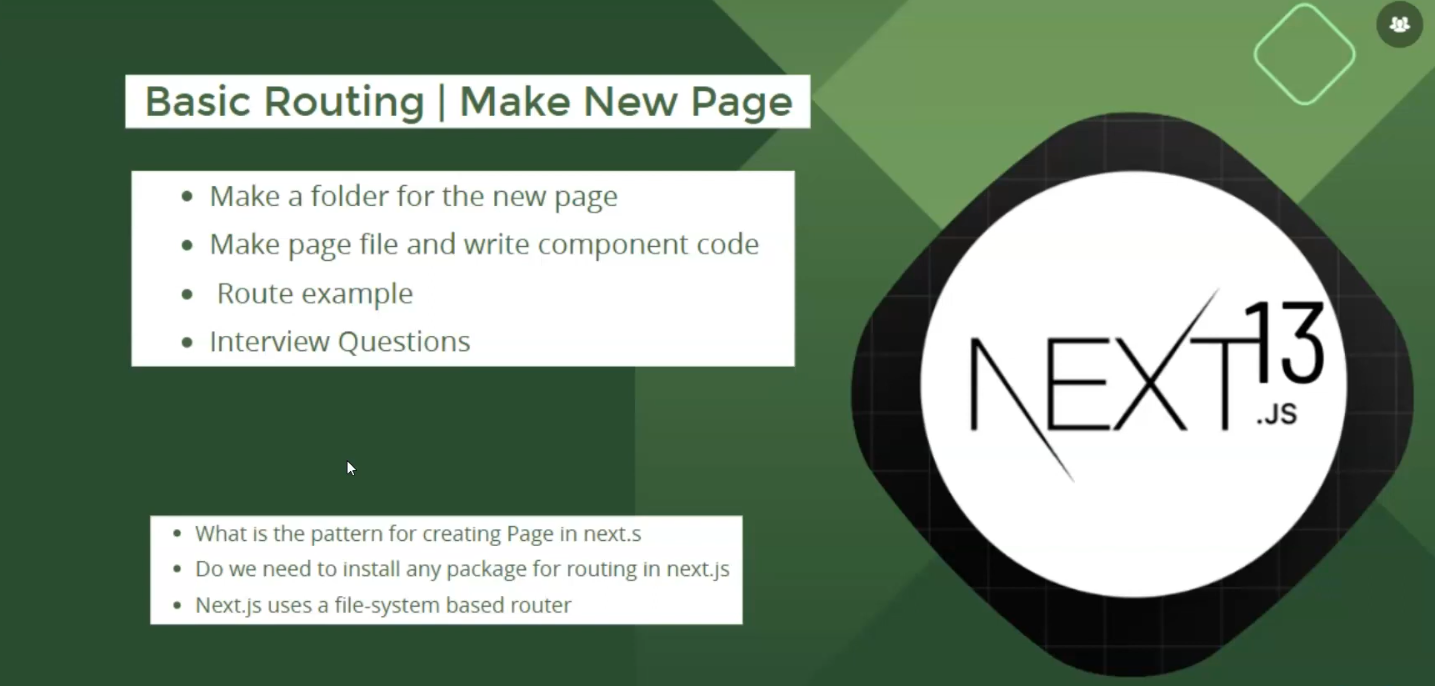 Basic Routing | Make New Page
• Make a folder for the new page
• Make page file and write component code
• Route example
• Interview Questions
NEXT 13
.JS
• What is the pattern for creating Page in next.s
• Do we need to install any package for routing in next.js
• Next.js uses a file-system based router